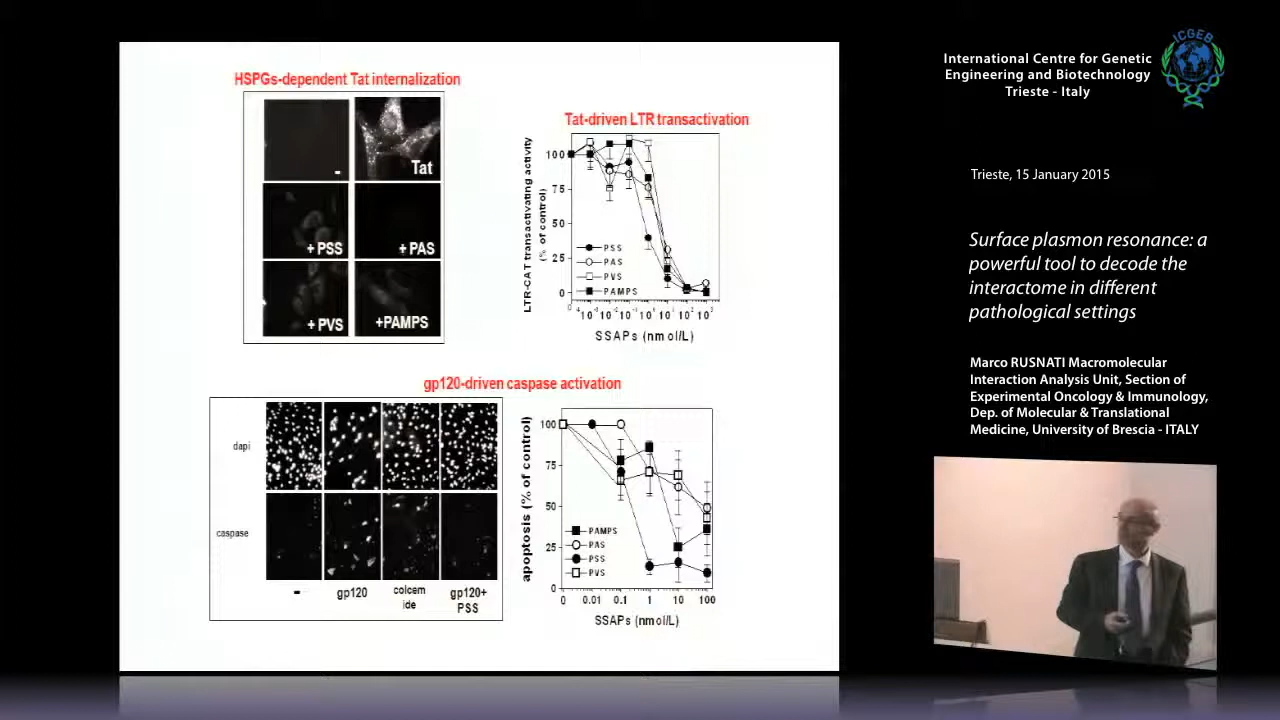 HSPGs-dependent Tat internalization
-
Tat
+ PSS
+ PAS
+ PVS
+PAMPS
Tat-driven LTR transactivation
LTR-CAT transactivating activity
(% of control)
100
75
50
25
0
PSS
PAS
PVS
PAMPS
SSAPs (nmol/L)
gp120-driven caspase activation
dapi
caspase
-
gp120
colcem
ide
gp120+
PSS
apoptosis (% of control)
100
75
50
25
0
PAMPS
PAS
PSS
PVS
0 0.01 0.1 1 10 100
SSAPs (nmol/L)
ICGEB
International Centre for Genetic
Engineering and Biotechnology
Trieste - Italy
Trieste, 15 January 2015
Surface plasmon resonance: a
powerful tool to decode the
interactome in different
pathological settings
Marco RUSNATI Macromolecular
Interaction Analysis Unit, Section of
Experimental Oncology & Immunology,
Dep. of Molecular & Translational
Medicine, University of Brescia - ITALY